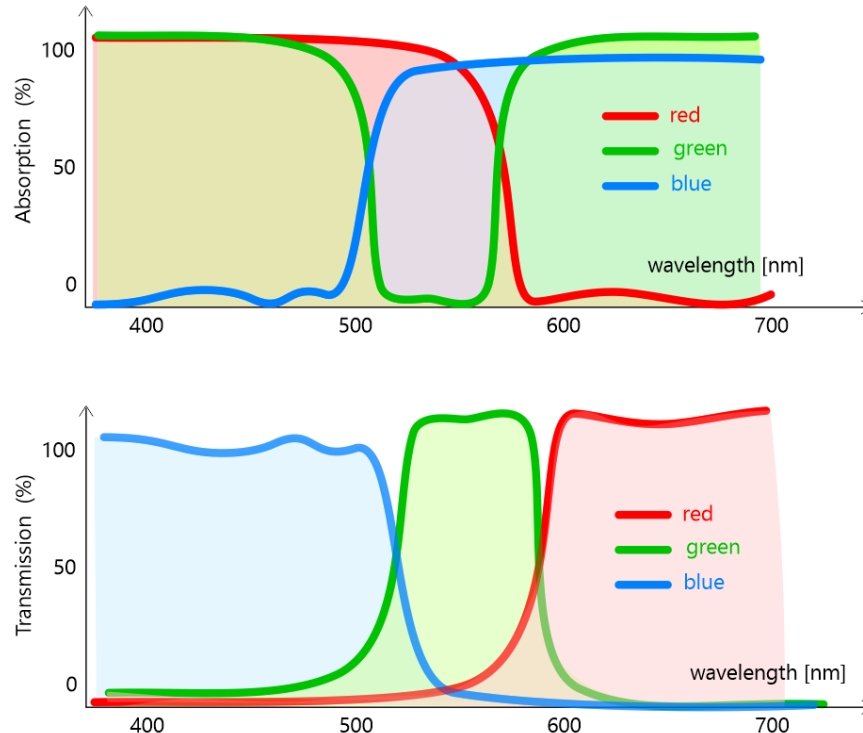 Absorption (%)
100
50
0
red
green
blue
wavelength [nm]
400 500 600 700
Transmission (%)
100
50
0
red
green
blue
wavelength [nm]
400 500 600 700